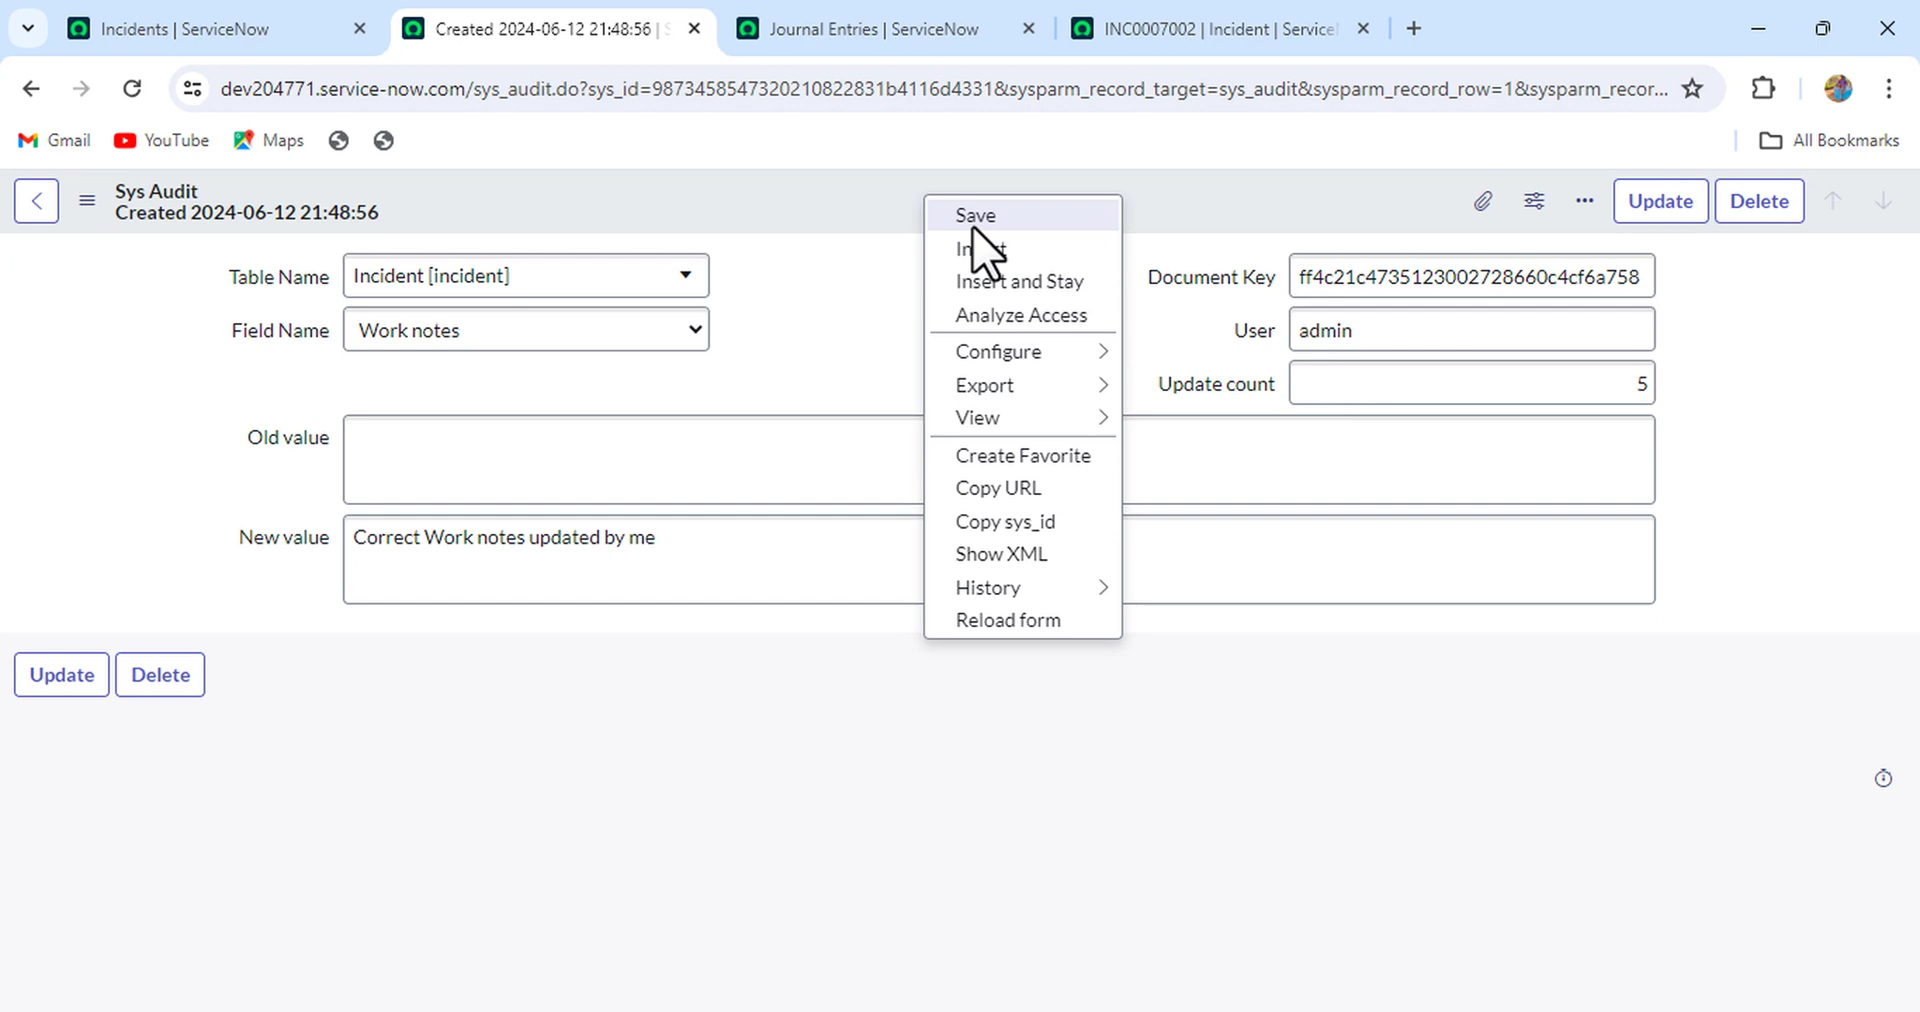 Incidents | ServiceNow
Created 2024-06-12 21:48:56 | S
Journal Entries | ServiceNow
INC0007002 | Incident | Service
dev204771.service-now.com/sys_audit.do?sys_id=9873458547320210822831b4116d4331&sysparm_record_target=sys_audit&sysparm_record_row=1&sysparm_recor...
Gmail
YouTube
Maps
All Bookmarks
Sys Audit
Created 2024-06-12 21:48:56
Update
Delete
Table Name
Incident [incident]
Field Name
Work notes
Document Key
ff4c21c4735123002728660c4cf6a758
User
admin
Update count
5
Old value
New value
Correct Work notes updated by me
Save
Insert and Stay
Analyze Access
Configure
Export
View
Create Favorite
Copy URL
Copy sys_id
Show XML
History
Reload form
Update
Delete